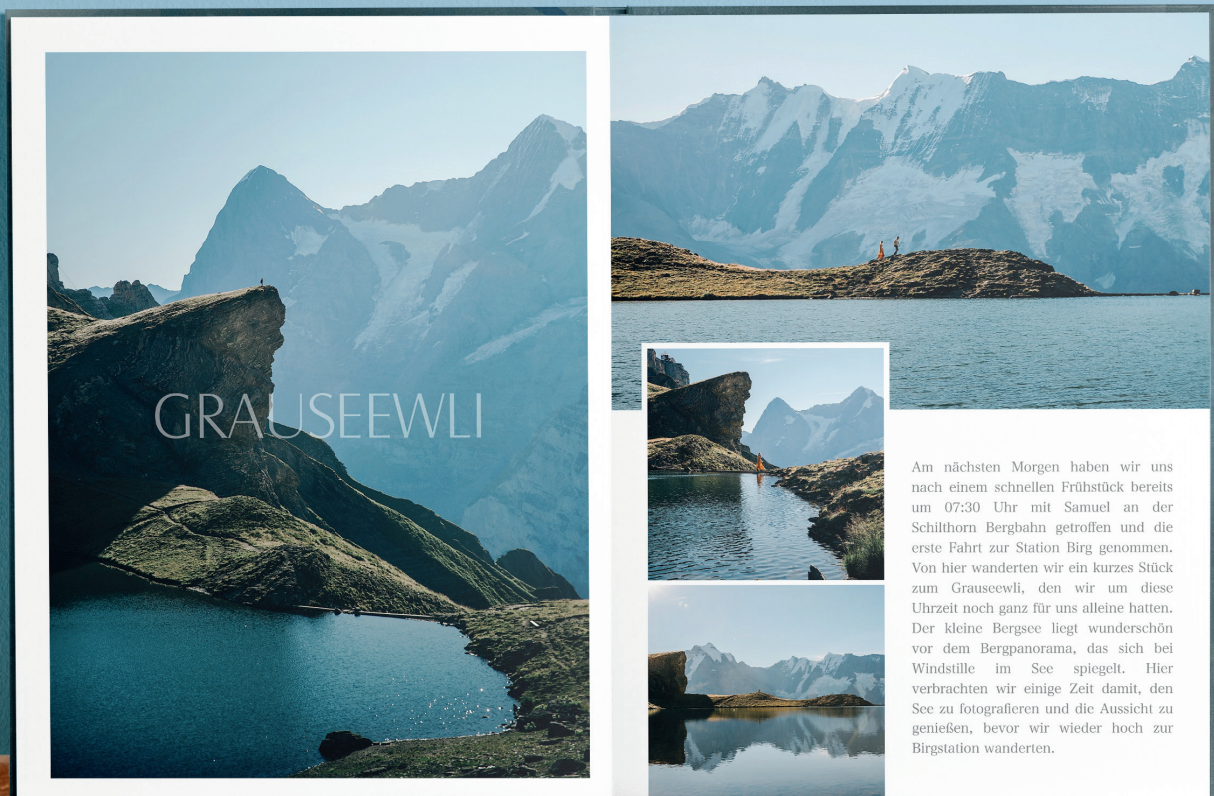 GRAUSEEWLI
Am nächsten Morgen haben wir uns
nach einem schnellen Frühstück bereits
um 07:30 Uhr mit Samuel an der
Schilthorn Bergbahn getroffen und die
erste Fahrt zur Station Birg genommen.
Von hier wanderten wir ein kurzes Stück
zum Grauseewli, den wir um diese
Uhrzeit noch ganz für uns alleine hatten.
Der kleine Bergsee liegt wunderschön
vor dem Bergpanorama, das sich bei
Windstille im See spiegelt. Hier
verbrachten wir einige Zeit damit, den
See zu fotografieren und die Aussicht zu
genießen, bevor wir wieder hoch zur
Birgstation wanderten.